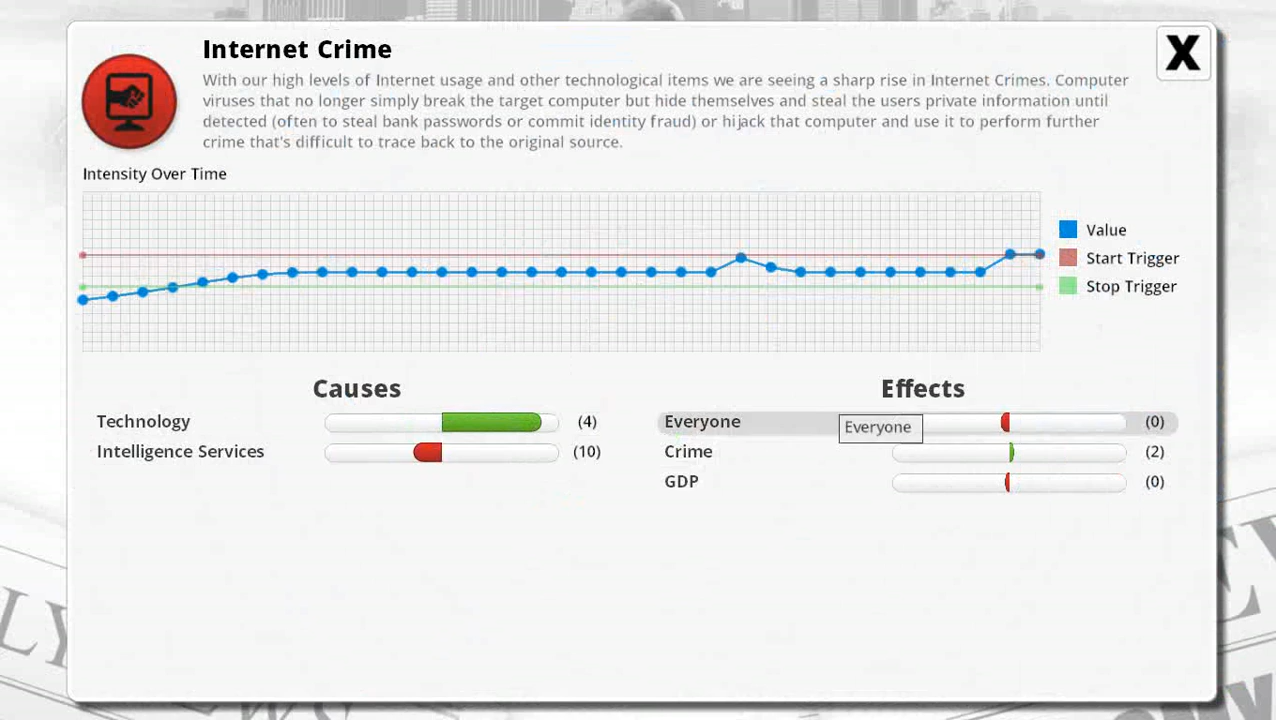 Internet Crime
X
With our high levels of Internet usage and other technological items we are seeing a sharp rise in Internet Crimes. Computer
viruses that no longer simply break the target computer but hide themselves and steal the users private information until
detected (often to steal bank passwords or commit identity fraud) or hijack that computer and use it to perform further
crime that's difficult to trace back to the original source.
Intensity Over Time
Value
Start Trigger
Stop Trigger
Causes
Effects
Technology (4)
Everyone Everyone (0)
Intelligence Services (10)
Crime (2)
GDP (0)